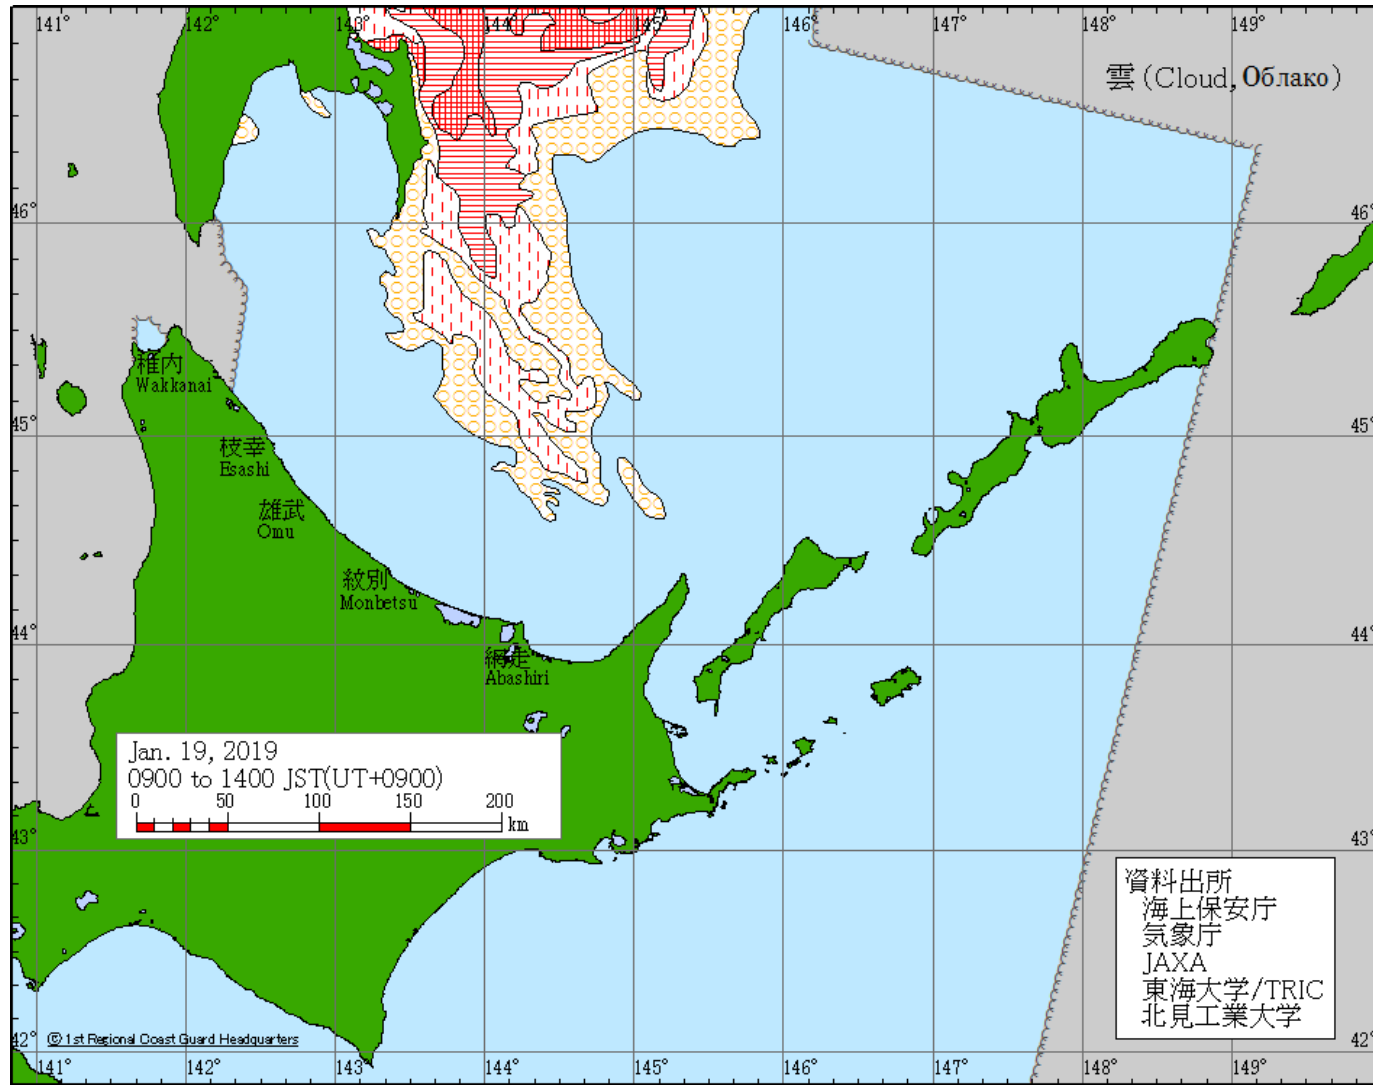 141° 142° 143° 144° 145° 146° 147° 148° 149°
雲(Cloud, Облако)
46° 46°
稚内
Wakkanai
45° 45°
枝幸
Esashi
雄武
Omu
紋別
Monbetsu
44° 44°
網走
Abashiri
Jan. 19, 2019
0900 to 1400 JST(UT+0900)
0 50 100 150 200
km
43° 43°
資料出所
海上保安庁
気象庁
JAXA
東海大学/TRIC
北見工業大学
42° 42°
© 1st Regional Coast Guard Headquarters
141° 142° 143° 144° 145° 146° 147° 148° 149°